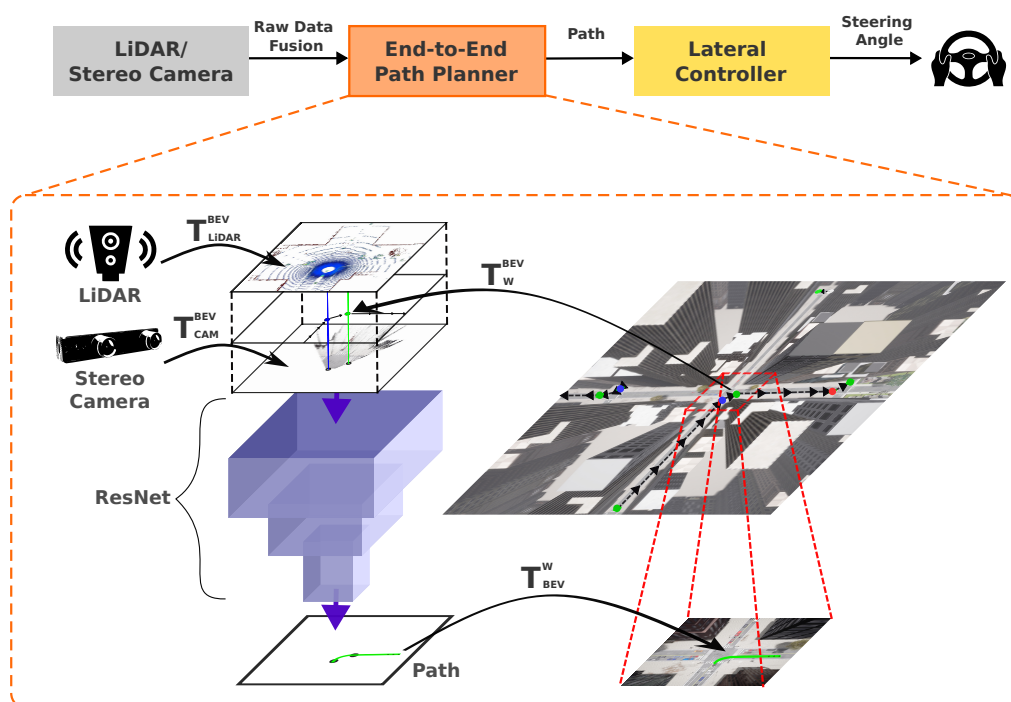 LiDAR/
Stereo Camera
Raw Data
Fusion
End-to-End
Path Planner
Path
Lateral
Controller
Steering
Angle
T BEV LiDAR
LiDAR
T BEV CAM
Stereo
Camera
T BEV W
ResNet
T W BEV
Path